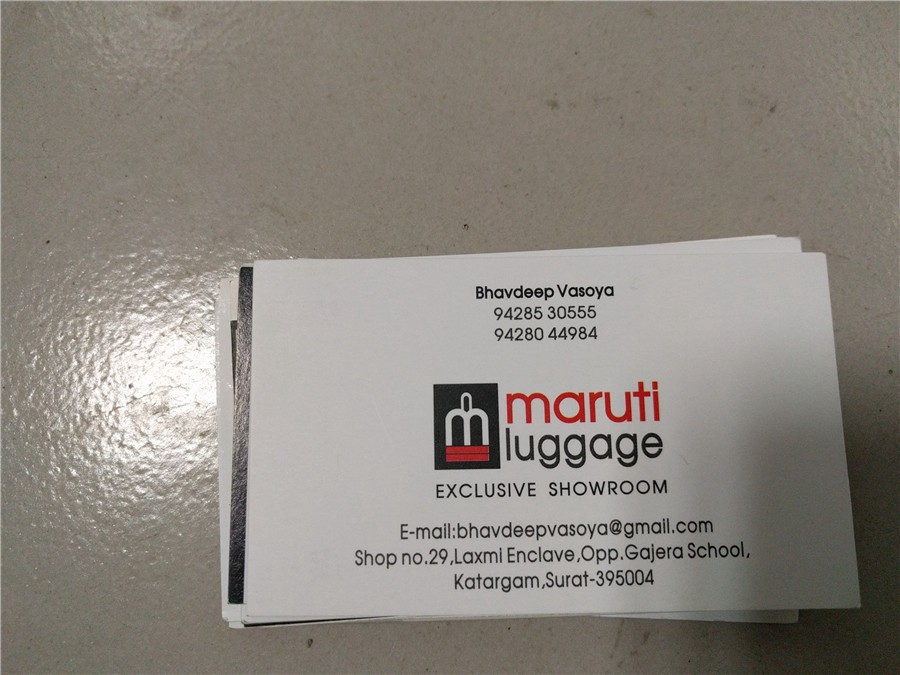 Bhavdeep Vasoya
94285 30555
94280 44984
maruti
luggage
EXCLUSIVE SHOWROOM
E-mail:bhavdeepvasoya@gmail.com
Shop no.29,Laxmi Enclave,Opp.Gajera School,
Katargam,Surat-395004